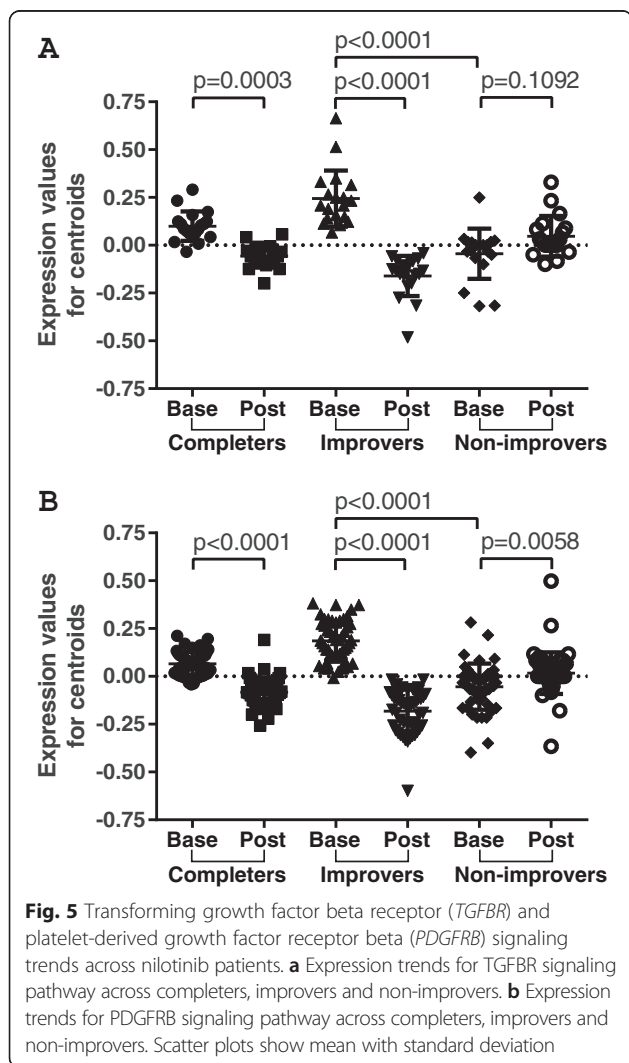 A
p<0.0001
p=0.0003 p<0.0001 p=0.1092
Expression values
for centroids
0.75
0.50
0.25
0.00
-0.25
-0.50
-0.75
Base Post Base Post Base Post
Completers Improvers Non-improvers
B
p<0.0001
p<0.0001 p<0.0001 p=0.0058
Expression values
for centroids
0.75
0.50
0.25
0.00
-0.25
-0.50
-0.75
Base Post Base Post Base Post
Completers Improvers Non-improvers
Fig. 5 Transforming growth factor beta receptor (TGFBR) and
platelet-derived growth factor receptor beta (PDGFRB) signaling
trends across nilotinib patients. a Expression trends for TGFBR signaling
pathway across completers, improvers and non-improvers. b Expression
trends for PDGFRB signaling pathway across completers, improvers and
non-improvers. Scatter plots show mean with standard deviation